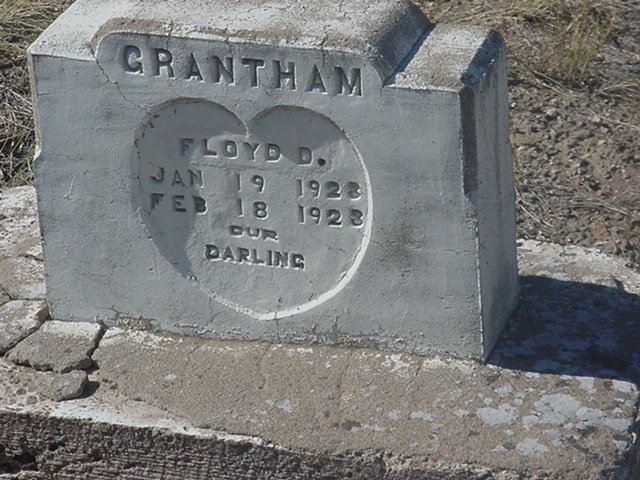 GRANTHAM
FLOYD D.
JAN 19 1923
FEB 18 1923
OUR
DARLING